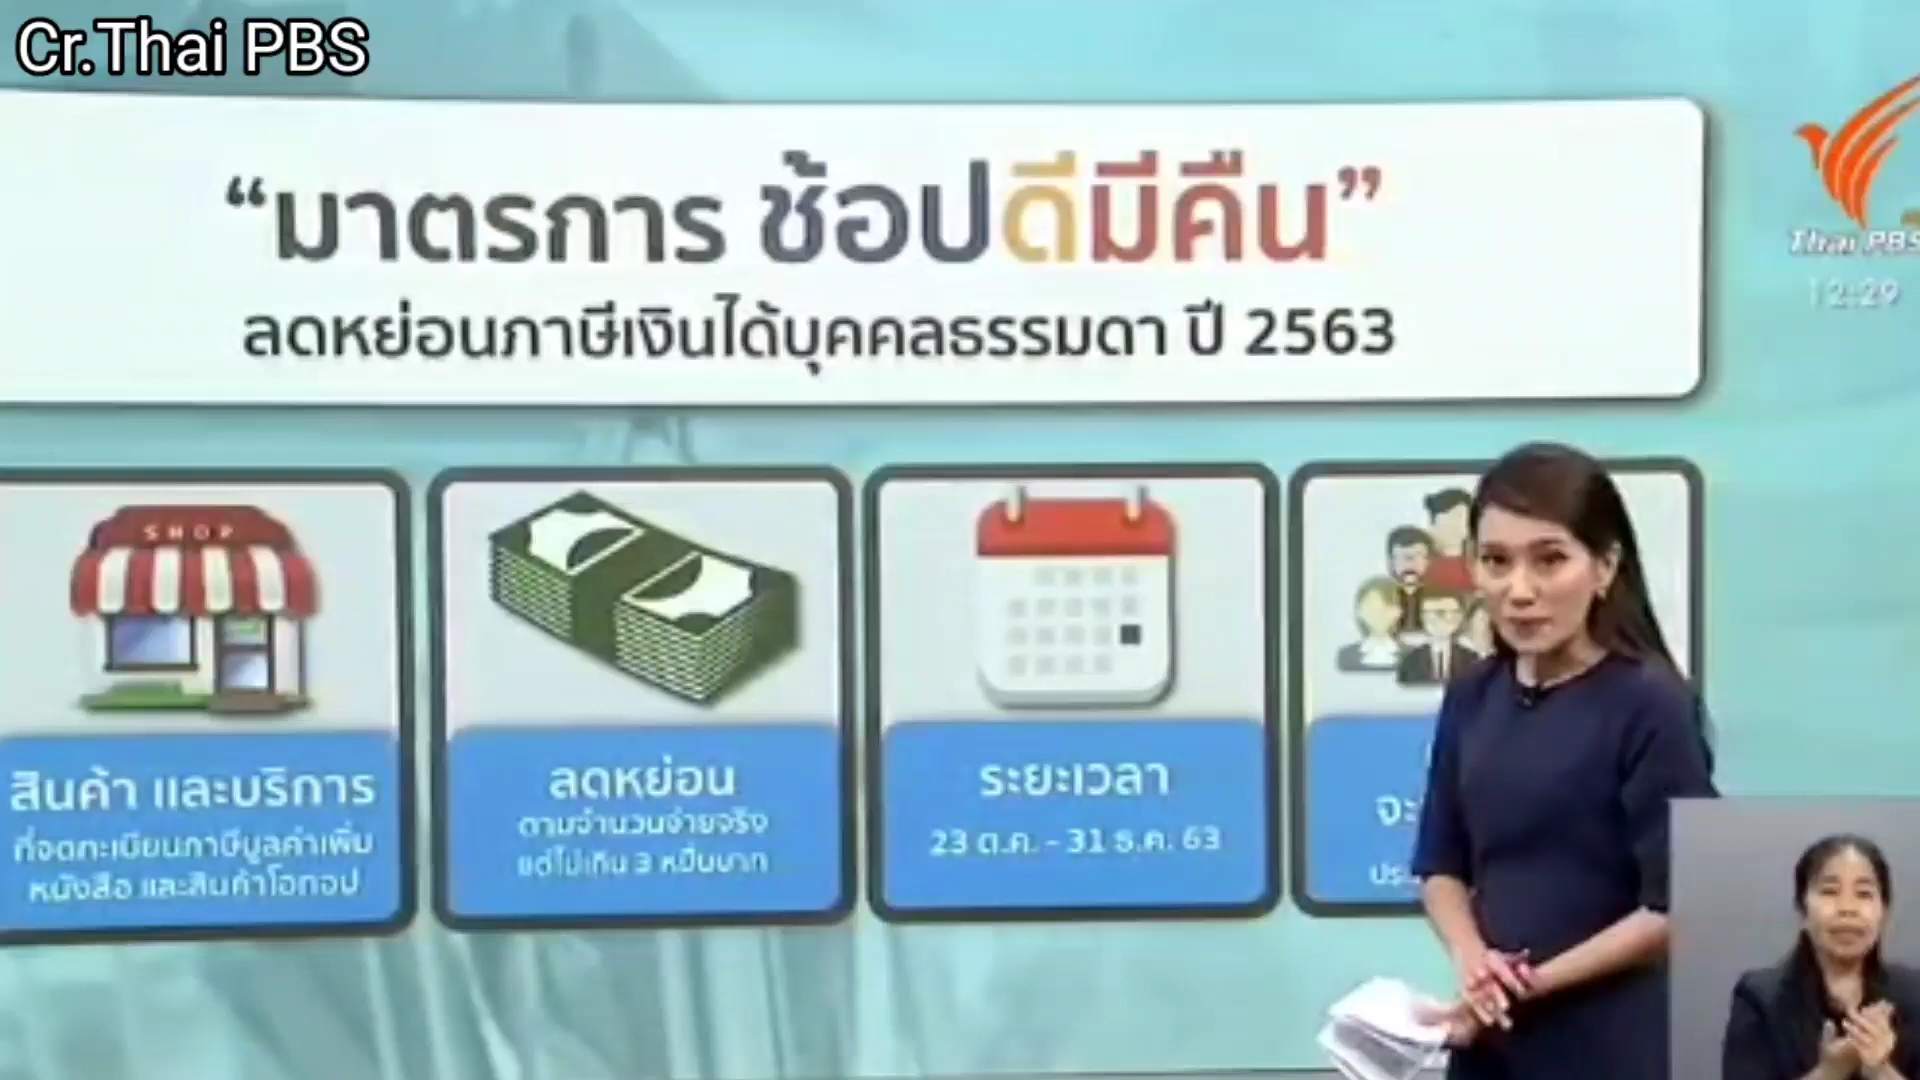 Cr.Thai PBS
“มาตรการ ช้อปดีมีคืน”
ลดหย่อนภาษีเงินได้บุคคลธรรมดา ปี 2563
Thai PBS
12:29
SHOP
สินค้า และบริการ
ที่จดทะเบียนภาษีมูลค่าเพิ่ม
หนังสือ และสินค้าโอทอป
ลดหย่อน
ตามจำนวนจ่ายจริง
แต่ไม่เกิน 3 หมื่นบาท
ระยะเวลา
23 ต.ค. - 31 ธ.ค. 63